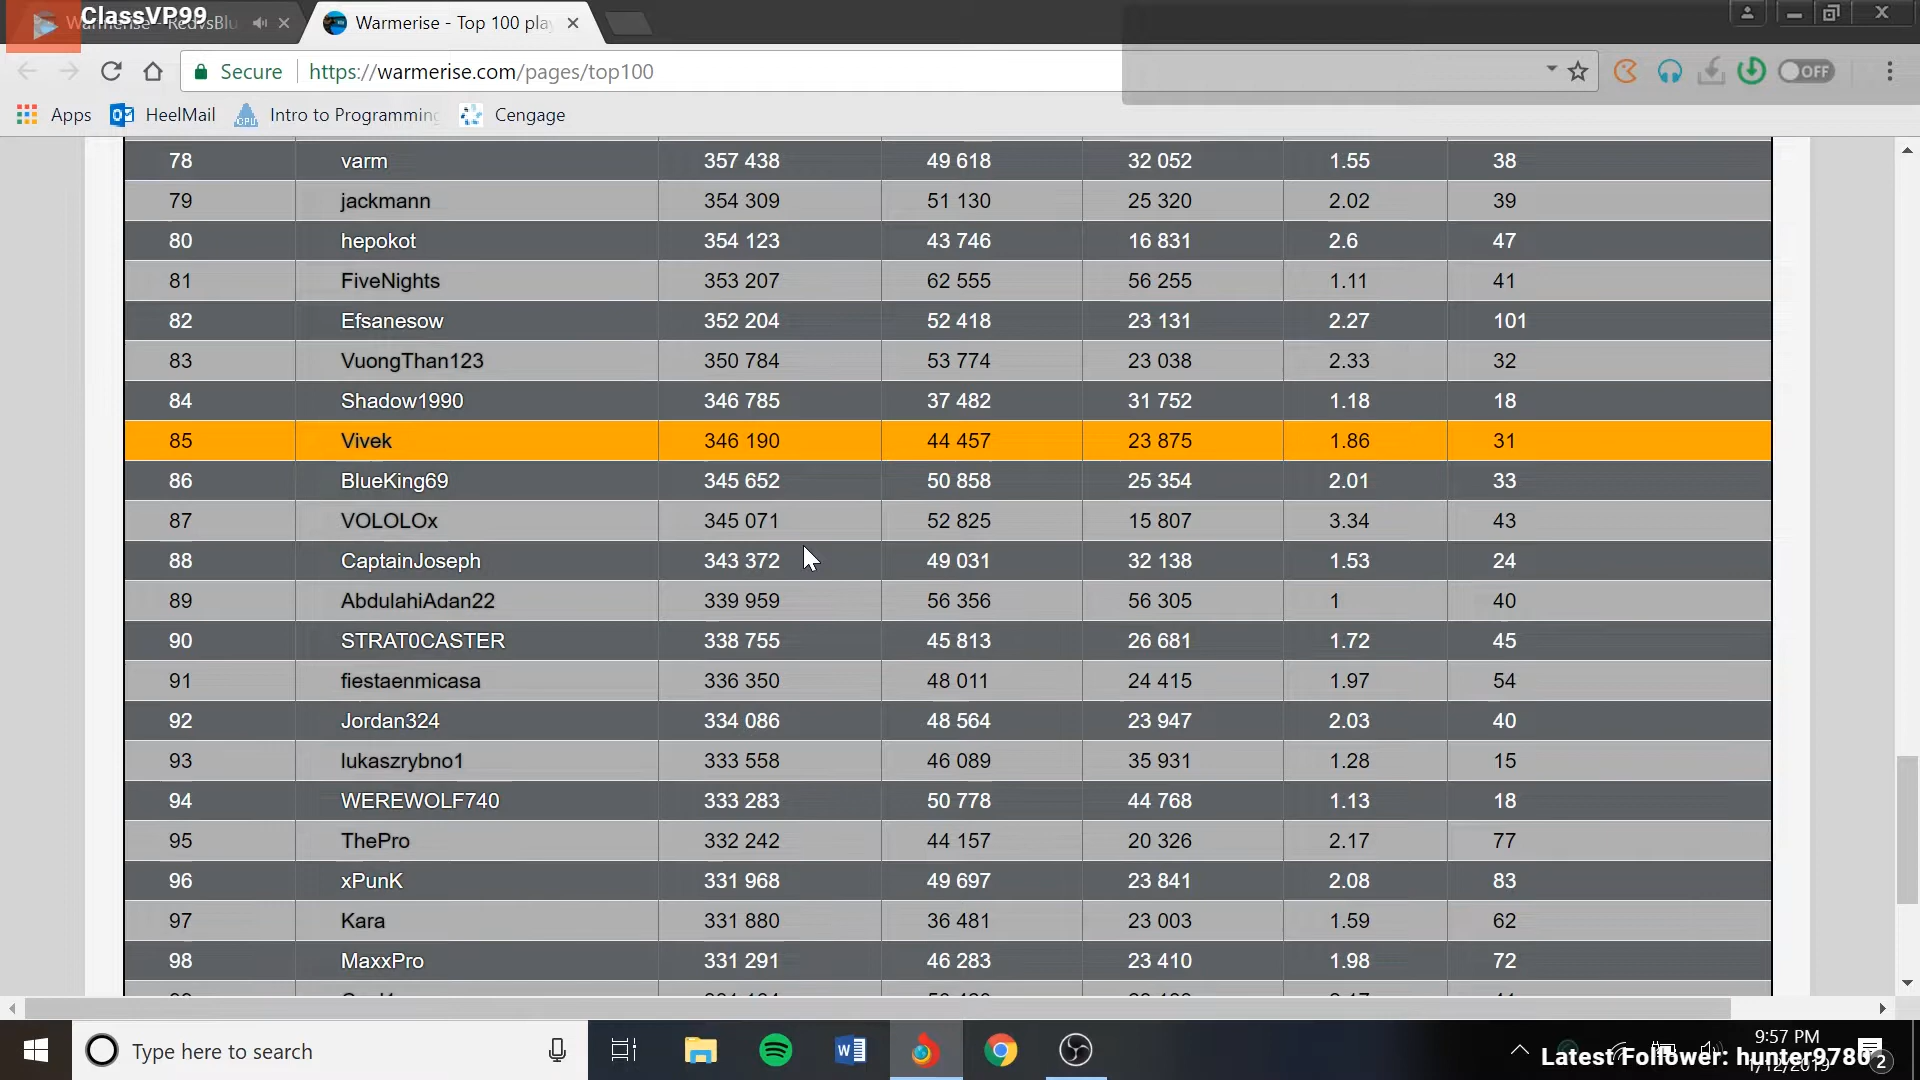 ClassVP99
Warmerise - RedvsBlu
Warmerise - Top 100 pla
Secure
https://warmerise.com/pages/top100
OFF
Apps
HeelMail
CPU
Intro to Programming
Cengage
78 varm 357 438 49 618 32 052 1.55 38
79 jackmann 354 309 51 130 25 320 2.02 39
80 hepokot 354 123 43 746 16 831 2.6 47
81 FiveNights 353 207 62 555 56 255 1.11 41
82 Efsanesow 352 204 52 418 23 131 2.27 101
83 VuongThan123 350 784 53 774 23 038 2.33 32
84 Shadow1990 346 785 37 482 31 752 1.18 18
85 Vivek 346 190 44 457 23 875 1.86 31
86 BlueKing69 345 652 50 858 25 354 2.01 33
87 VOLOLOx 345 071 52 825 15 807 3.34 43
88 CaptainJoseph 343 372 49 031 32 138 1.53 24
89 AbdulahiAdan22 339 959 56 356 56 305 1 40
90 STRAT0CASTER 338 755 45 813 26 681 1.72 45
91 fiestaenmicasa 336 350 48 011 24 415 1.97 54
92 Jordan324 334 086 48 564 23 947 2.03 40
93 lukaszrybno1 333 558 46 089 35 931 1.28 15
94 WEREWOLF740 333 283 50 778 44 768 1.13 18
95 ThePro 332 242 44 157 20 326 2.17 77
96 xPunK 331 968 49 697 23 841 2.08 83
97 Kara 331 880 36 481 23 003 1.59 62
98 MaxxPro 331 291 46 283 23 410 1.98 72
Type here to search
9:57 PM
Latest Follower: hunter9780
2